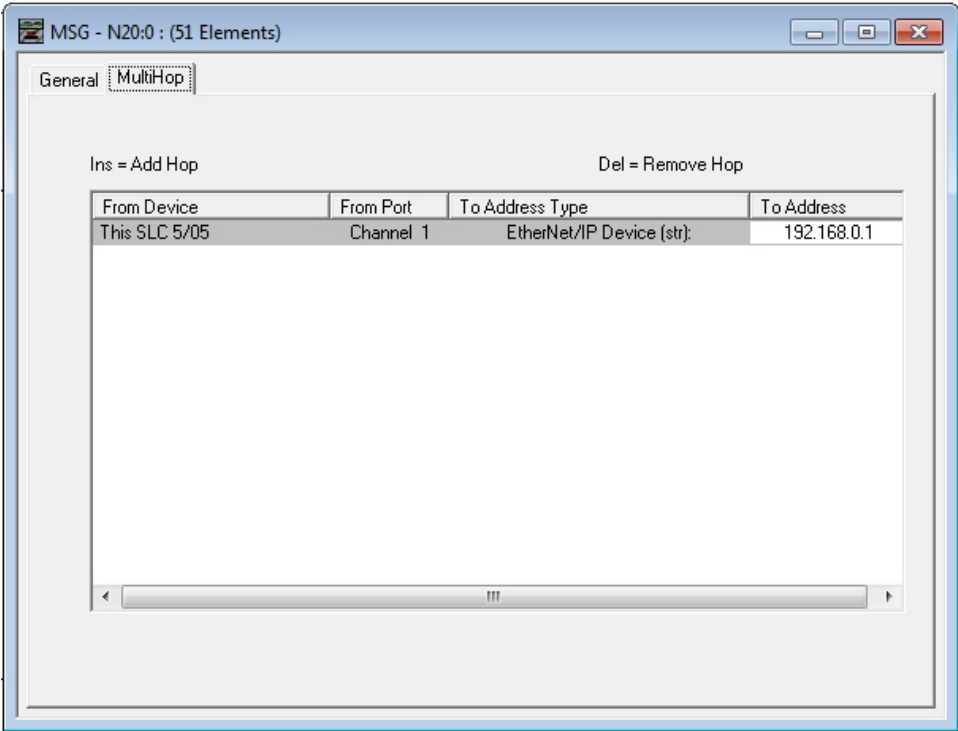 MSG - N20:0 : (51 Elements)
General MultiHop
Ins = Add Hop Del = Remove Hop
From Device From Port To Address Type To Address
This SLC 5/05 Channel 1 EtherNet/IP Device (str): 192.168.0.1